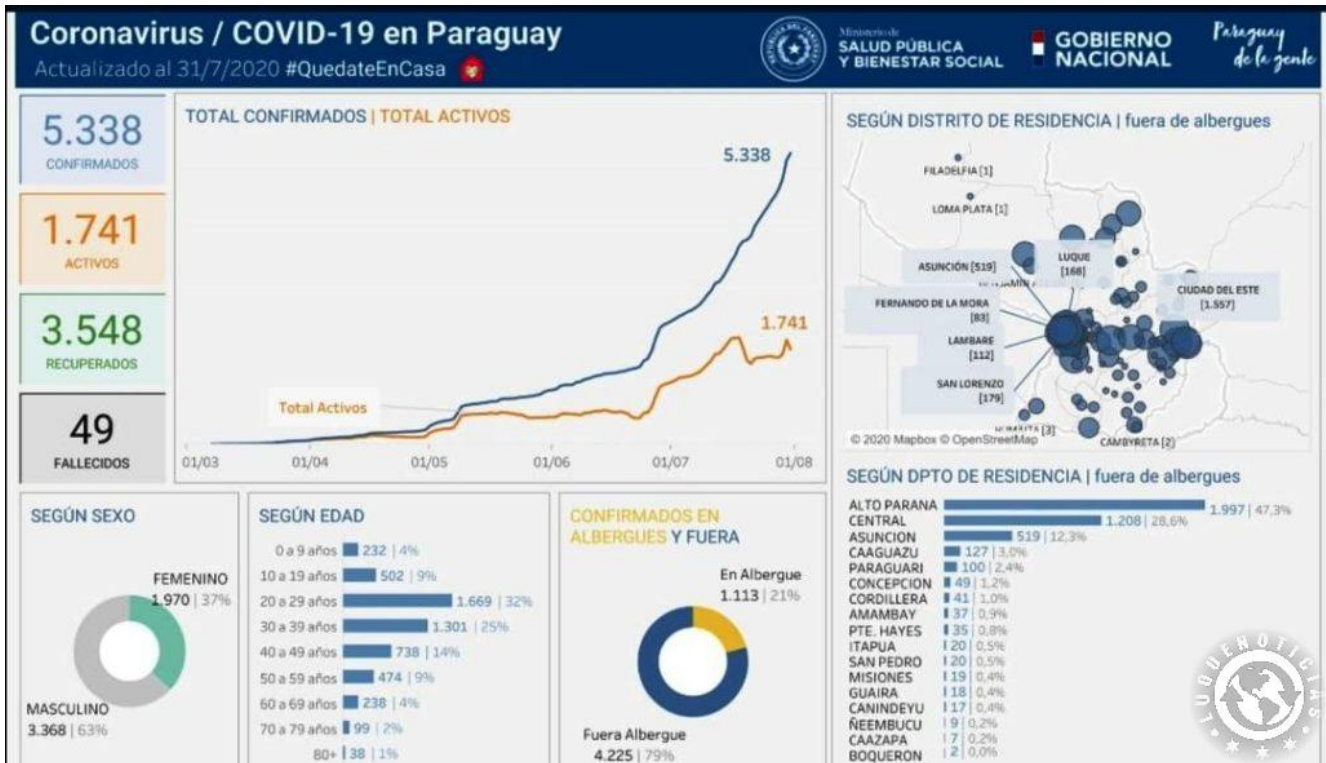 Coronavirus / COVID-19 en Paraguay
Actualizado al 31/7/2020 #QuedateEnCasa
Ministerio de
SALUD PÚBLICA
Y BIENESTAR SOCIAL
GOBIERNO
NACIONAL
Paraguay
de la gente
5.338
CONFIRMADOS
1.741
ACTIVOS
3.548
RECUPERADOS
49
FALLECIDOS
TOTAL CONFIRMADOS | TOTAL ACTIVOS
5.338
1.741
Total Activos
01/03 01/04 01/05 01/06 01/07 01/08
SEGÚN DISTRITO DE RESIDENCIA | fuera de albergues
FILADELFIA [1]
LOMA PLATA [1]
ASUNCIÓN [519]
LUQUE
[168]
CIUDAD DEL ESTE
[1.557]
FERNANDO DE LA MORA
[83]
LAMBARE
[112]
SAN LORENZO
[179]
HUMAITA [3]
CAMBYRETA [2]
© 2020 Mapbox © OpenStreetMap
SEGÚN DPTO DE RESIDENCIA | fuera de albergues
ALTO PARANA 1.997 | 47,3%
CENTRAL 1.208 | 28,6%
ASUNCION 519 | 12,3%
CAAGUAZU 127 | 3,0%
PARAGUARI 100 | 2,4%
CONCEPCION 49 | 1,2%
CORDILLERA 41 | 1,0%
AMAMBAY 37 | 0,9%
PTE. HAYES 35 | 0,8%
ITAPUA 20 | 0,5%
SAN PEDRO 20 | 0,5%
MISIONES 19 | 0,4%
GUAIRA 18 | 0,4%
CANINDEYU 17 | 0,4%
ÑEEMBUCU 9 | 0,2%
CAAZAPA 7 | 0,2%
BOQUERON 2 | 0,0%
SEGÚN SEXO
FEMENINO
1.970 | 37%
MASCULINO
3.368 | 63%
SEGÚN EDAD
0 a 9 años 232 | 4%
10 a 19 años 502 | 9%
20 a 29 años 1.669 | 32%
30 a 39 años 1.301 | 25%
40 a 49 años 738 | 14%
50 a 59 años 474 | 9%
60 a 69 años 238 | 4%
70 a 79 años 99 | 2%
80+ 38 | 1%
CONFIRMADOS EN
ALBERGUES Y FUERA
En Albergue
1.113 | 21%
Fuera Albergue
4.225 | 79%
LUQUENOTICIAS